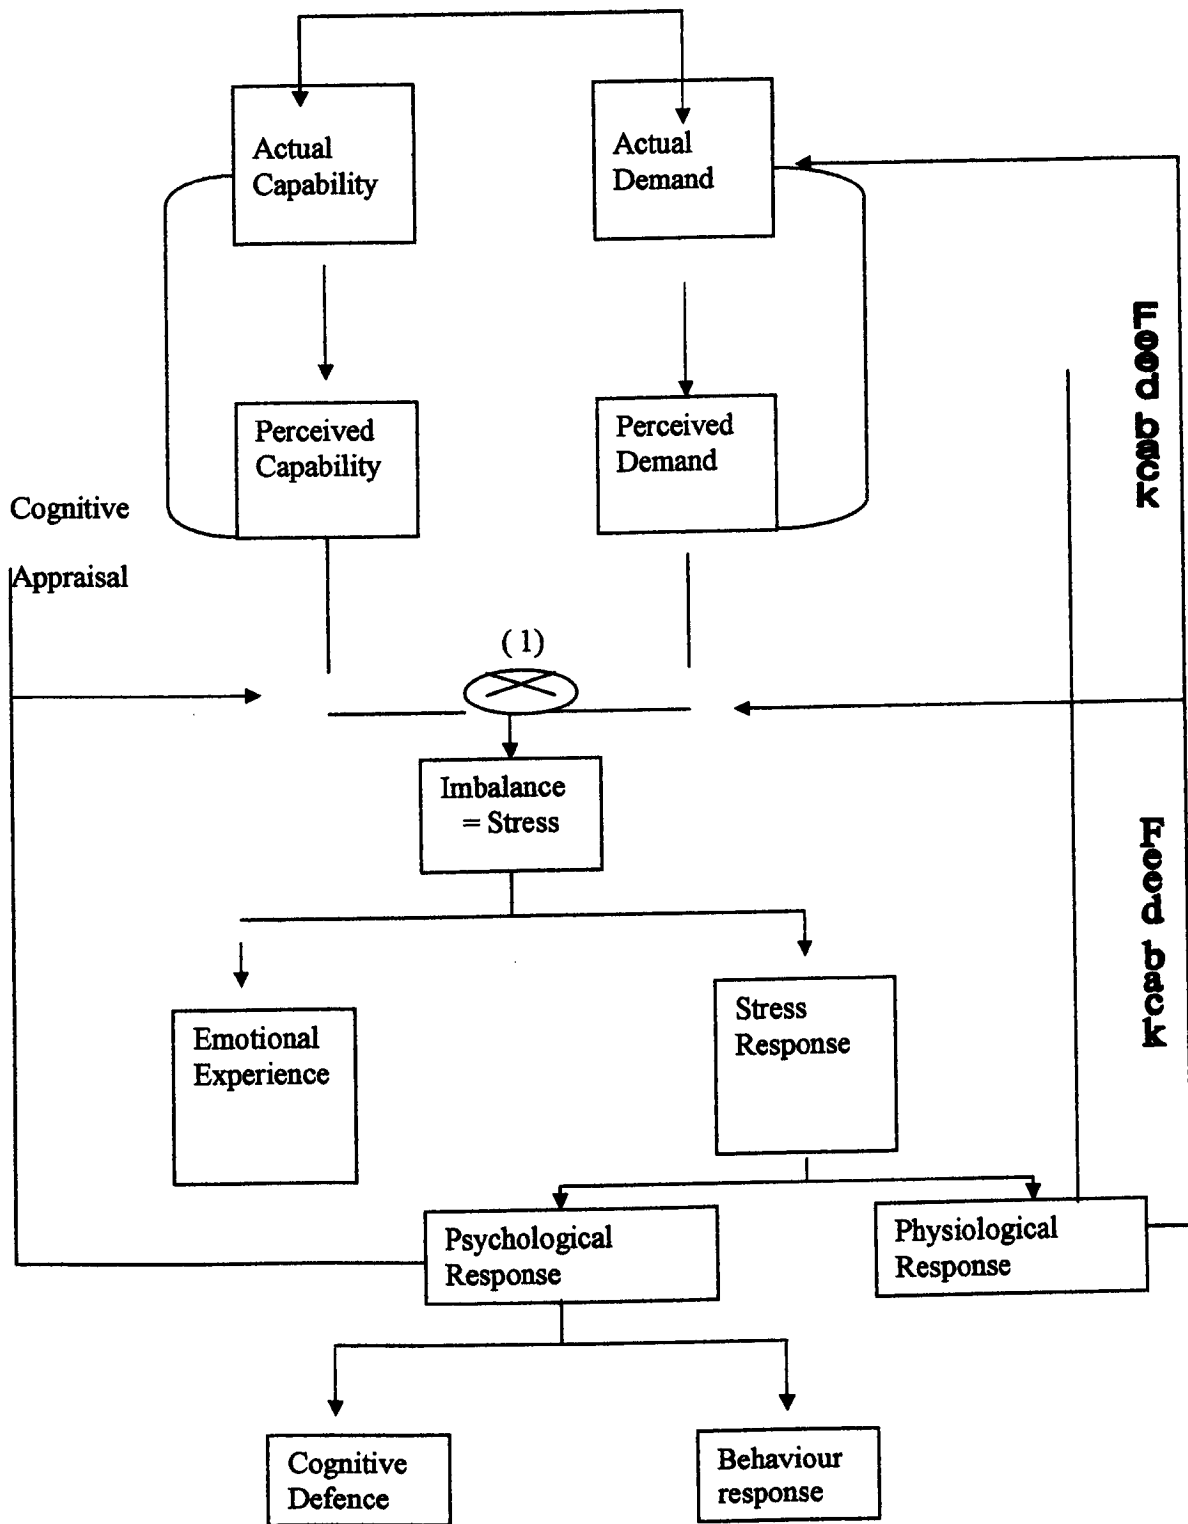 Actual
Capability
Actual
Demand
Perceived
Capability
Perceived
Demand
Cognitive
Appraisal
( 1)
Imbalance
= Stress
Emotional
Experience
Stress
Response
Psychological
Response
Physiological
Response
Cognitive
Defence
Behaviour
response
Feed back
Feed back